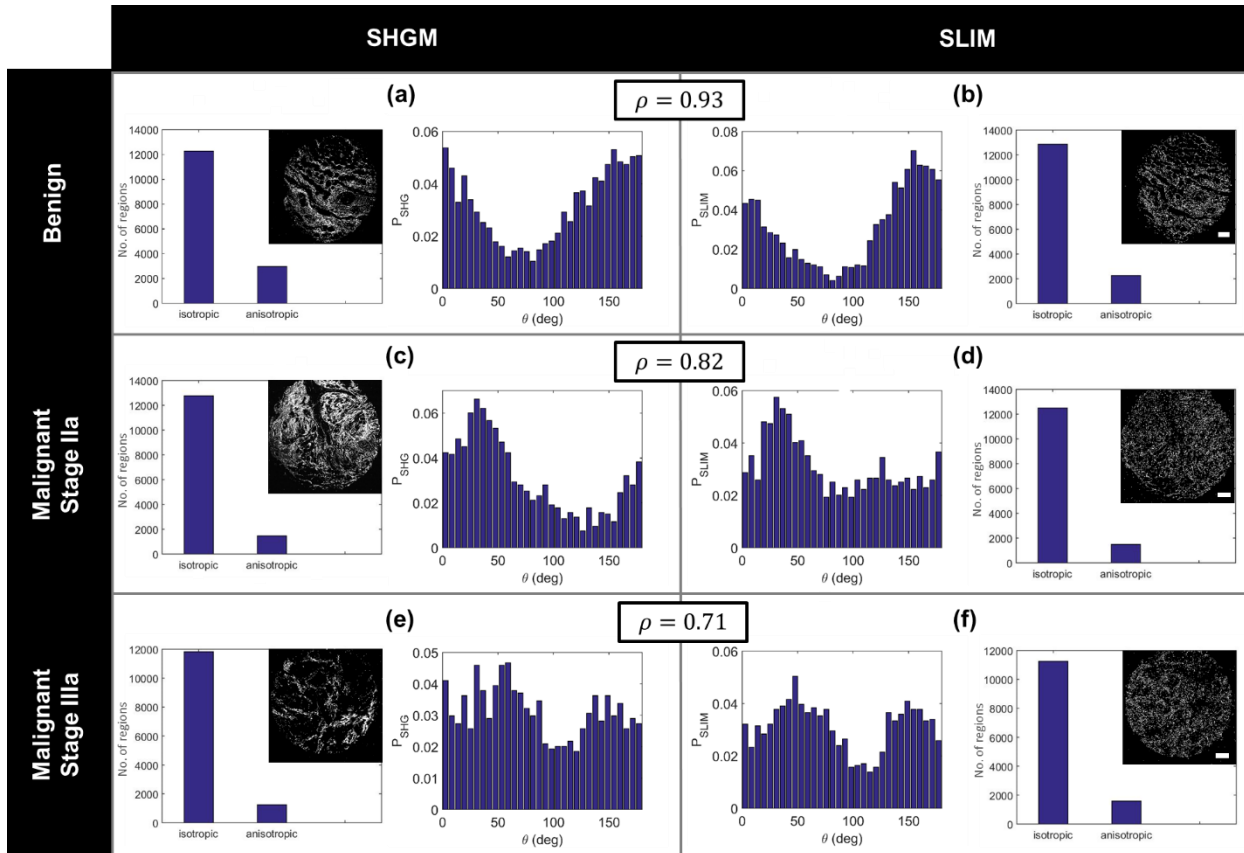 SHGM
SLIM
Benign
(a)
ρ = 0.93
(b)
14000
12000
10000
8000
6000
4000
2000
0
No. of regions
isotropic
anisotropic
0.06
0.04
0.02
0
P_SHG
0
50
100
150
θ (deg)
0.08
0.06
0.04
0.02
0
P_SLIM
0
50
100
150
θ (deg)
14000
12000
10000
8000
6000
4000
2000
0
No. of regions
isotropic
anisotropic
Malignant
Stage IIa
(c)
ρ = 0.82
(d)
14000
12000
10000
8000
6000
4000
2000
0
No. of regions
isotropic
anisotropic
0.06
0.04
0.02
0
P_SHG
0
50
100
150
θ (deg)
0.06
0.04
0.02
0
P_SLIM
0
50
100
150
θ (deg)
14000
12000
10000
8000
6000
4000
2000
0
No. of regions
isotropic
anisotropic
Malignant
Stage IIIa
(e)
ρ = 0.71
(f)
12000
10000
8000
6000
4000
2000
0
No. of regions
isotropic
anisotropic
0.05
0.04
0.03
0.02
0.01
0
P_SHG
0
50
100
150
θ (deg)
0.06
0.04
0.02
0
P_SLIM
0
50
100
150
θ (deg)
12000
10000
8000
6000
4000
2000
0
No. of regions
isotropic
anisotropic